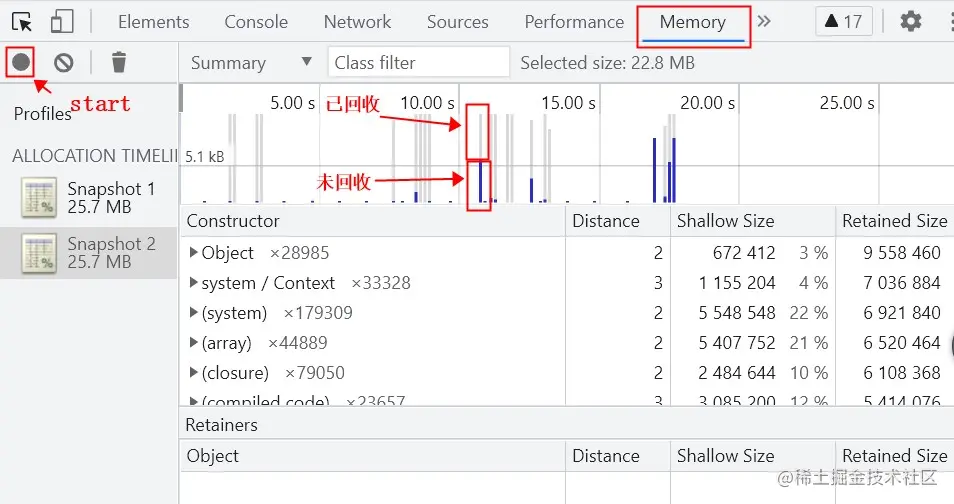 Elements Console Network Sources Performance Memory » ▲ 17
Summary ▼ Class filter Selected size: 22.8 MB
start
Profiles
ALLOCATION TIMELI
Snapshot 1
25.7 MB
Snapshot 2
25.7 MB
5.00 s 10.00 s 15.00 s 20.00 s 25.00 s
已回收
5.1 kB
未回收
Constructor Distance Shallow Size Retained Size
Object ×28985 2 672 412 3 % 9 558 460
system / Context ×33328 3 1 155 204 4 % 7 036 884
(system) ×179309 2 5 548 548 22 % 6 921 840
(array) ×44889 2 5 407 752 21 % 6 520 464
(closure) ×79050 2 2 484 644 10 % 6 108 368
(compiled code) ×23657 3 3 085 200 12 % 5 414 076
Retainers
Object Distance Shallow Size Retained Size
@稀土掘金技术社区